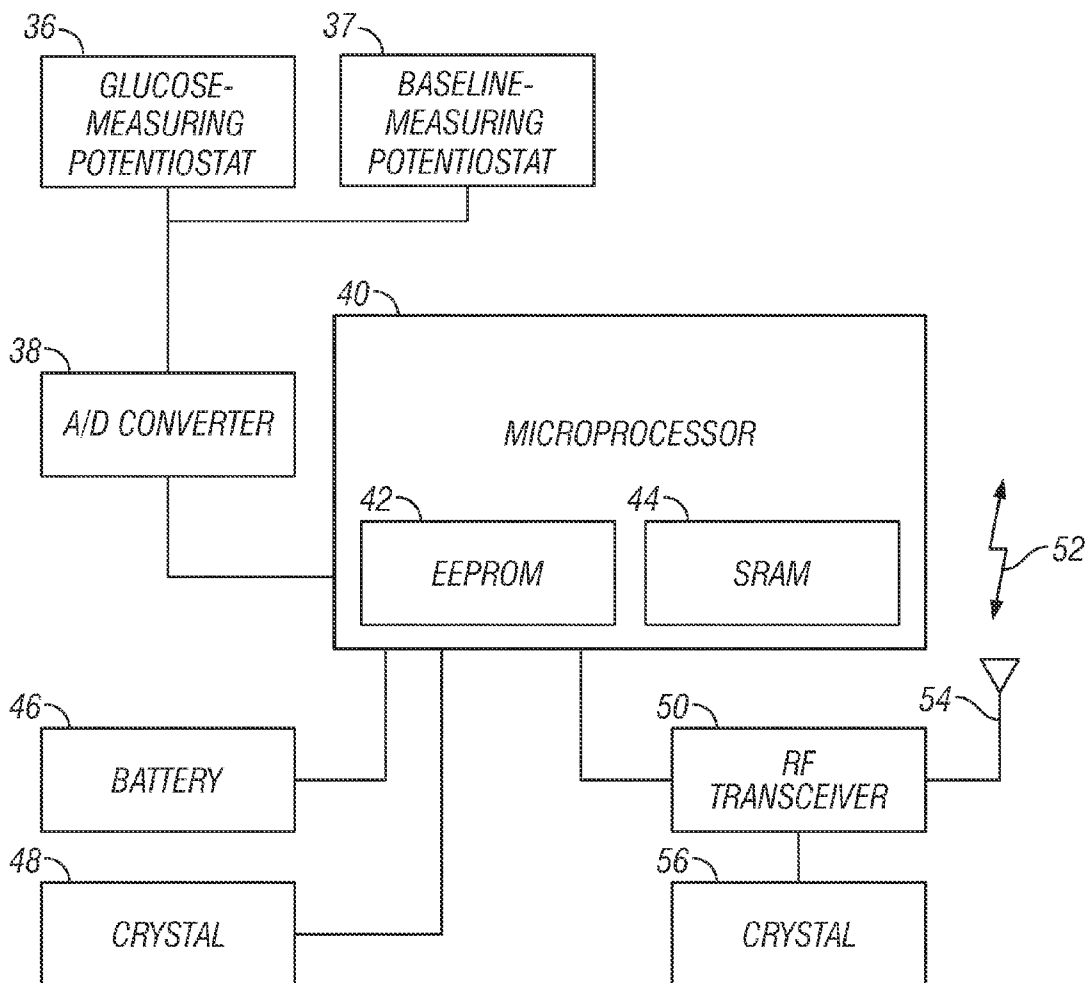 36
GLUCOSE-
MEASURING
POTENTIOSTAT
37
BASELINE-
MEASURING
POTENTIOSTAT
38
A/D CONVERTER
40
MICROPROCESSOR
42
EEPROM
44
SRAM
52
54
46
BATTERY
50
RF
TRANSCEIVER
48
CRYSTAL
56
CRYSTAL